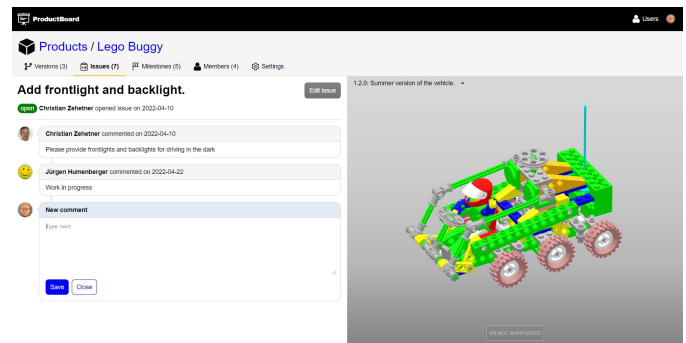 ProductBoard
Users
Products / Lego Buggy
Versions (3) Issues (7) Milestones (5) Members (4) Settings
Add frontlight and backlight.
Edit Issue
open Christian Zehetner opened issue on 2022-04-10
Christian Zehetner commented on 2022-04-10
Please provide frontlights and backlights for driving in the dark
Jürgen Humenberger commented on 2022-04-22
Work in progress
New comment
Type text
Save Close
1.2.0: Summer version of the vehicle.
VR NOT SUPPORTED